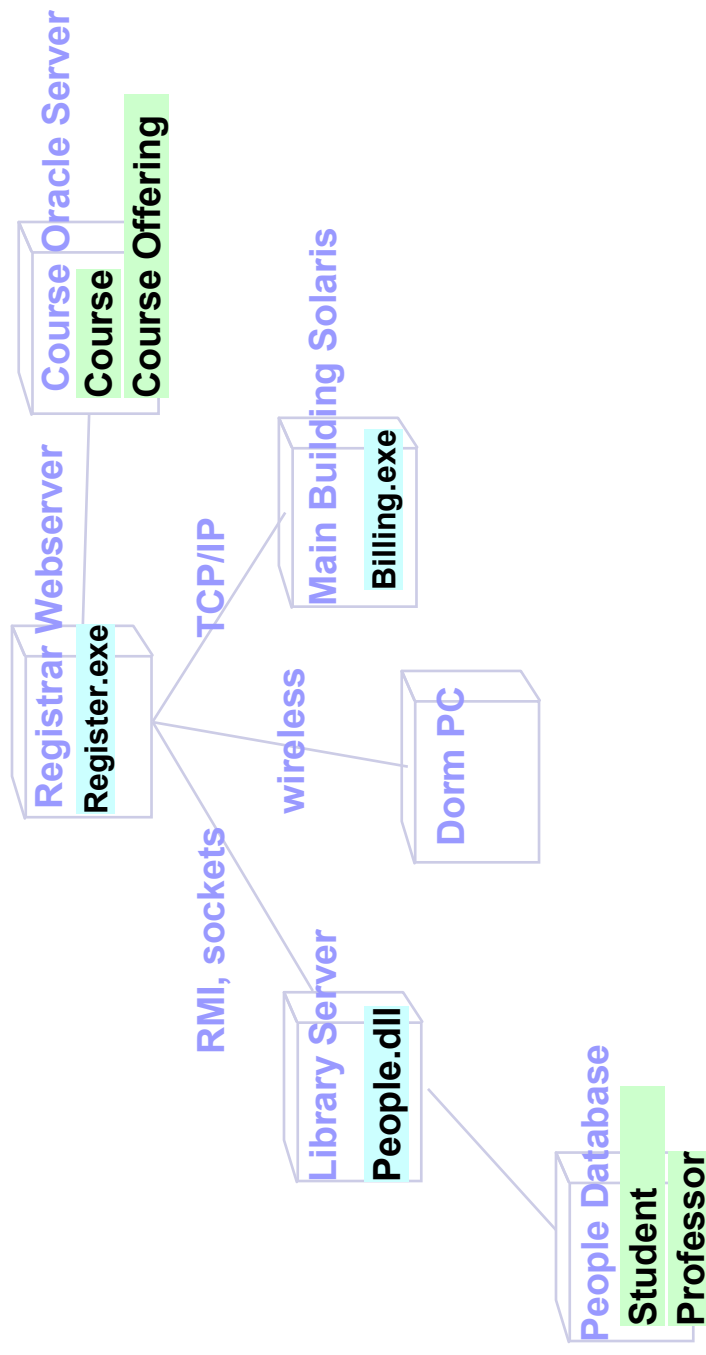 Registrar Webserver
Register.exe
Course Oracle Server
Course
Course Offering
RMI, sockets
wireless
TCP/IP
Library Server
People.dll
Dorm PC
Main Building Solaris
Billing.exe
People Database
Student
Professor